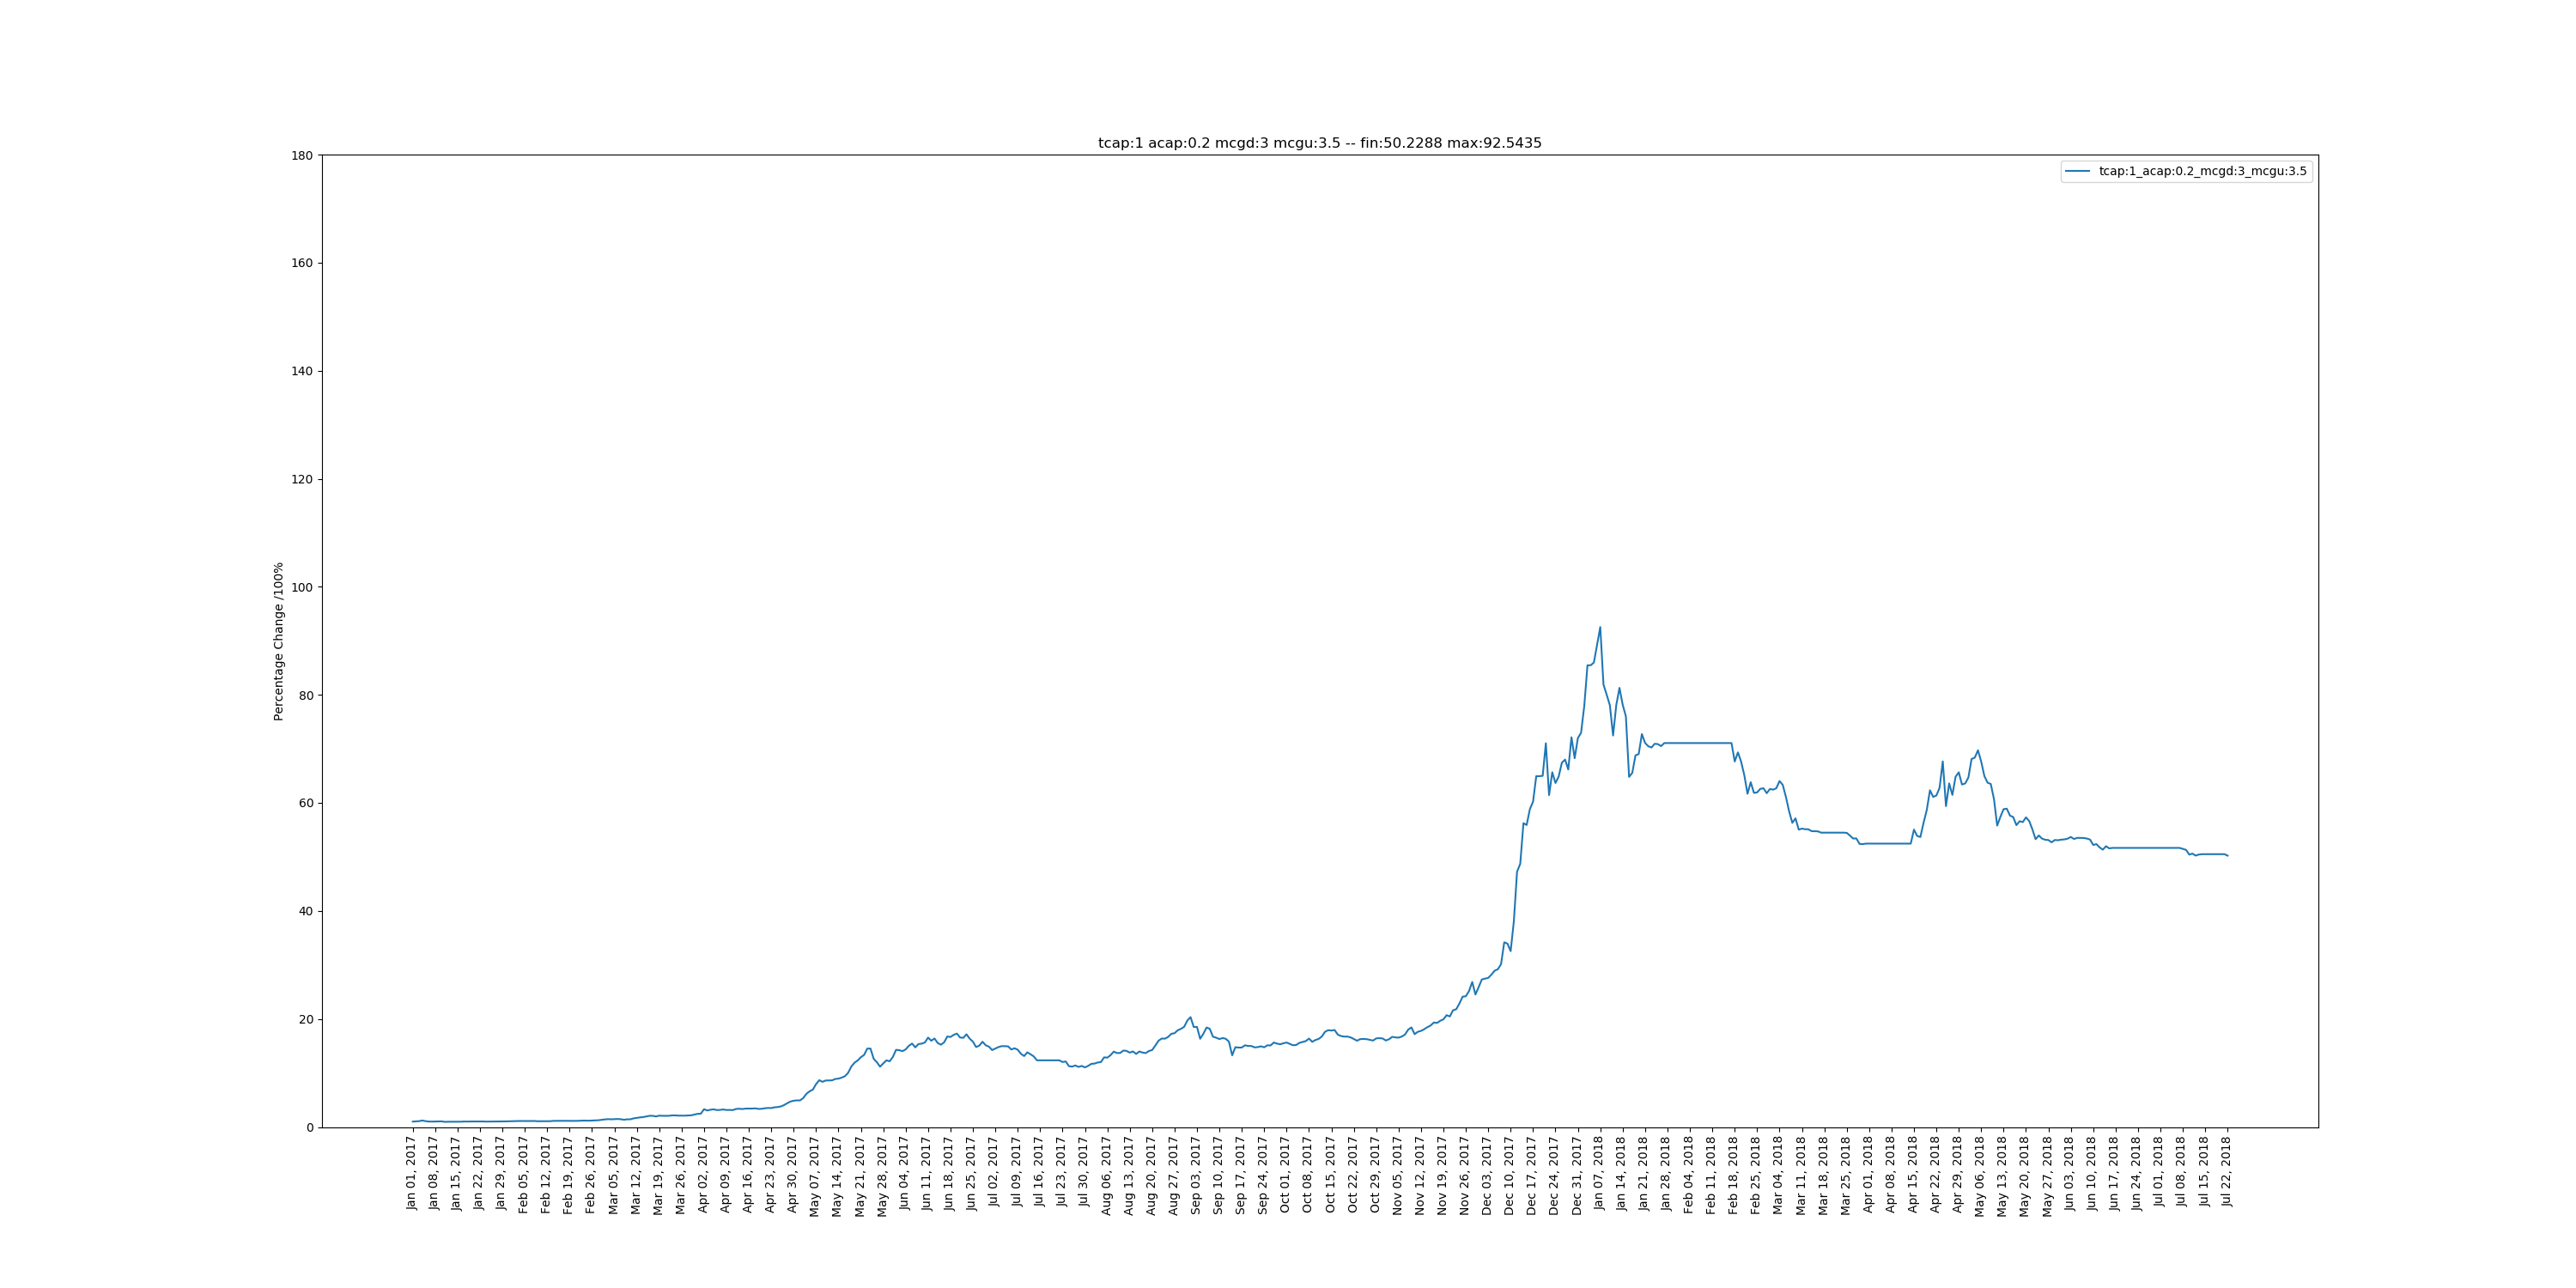 tcap:1 acap:0.2 mcgd:3 mcgu:3.5 -- fin:50.2288 max:92.5435
tcap:1_acap:0.2_mcgd:3_mcgu:3.5
Percentage Change /100%
180
160
140
120
100
80
60
40
20
0
Jan 01, 2017
Jan 08, 2017
Jan 15, 2017
Jan 22, 2017
Jan 29, 2017
Feb 05, 2017
Feb 12, 2017
Feb 19, 2017
Feb 26, 2017
Mar 05, 2017
Mar 12, 2017
Mar 19, 2017
Mar 26, 2017
Apr 02, 2017
Apr 09, 2017
Apr 16, 2017
Apr 23, 2017
Apr 30, 2017
May 07, 2017
May 14, 2017
May 21, 2017
May 28, 2017
Jun 04, 2017
Jun 11, 2017
Jun 18, 2017
Jun 25, 2017
Jul 02, 2017
Jul 09, 2017
Jul 16, 2017
Jul 23, 2017
Jul 30, 2017
Aug 06, 2017
Aug 13, 2017
Aug 20, 2017
Aug 27, 2017
Sep 03, 2017
Sep 10, 2017
Sep 17, 2017
Sep 24, 2017
Oct 01, 2017
Oct 08, 2017
Oct 15, 2017
Oct 22, 2017
Oct 29, 2017
Nov 05, 2017
Nov 12, 2017
Nov 19, 2017
Nov 26, 2017
Dec 03, 2017
Dec 10, 2017
Dec 17, 2017
Dec 24, 2017
Dec 31, 2017
Jan 07, 2018
Jan 14, 2018
Jan 21, 2018
Jan 28, 2018
Feb 04, 2018
Feb 11, 2018
Feb 18, 2018
Feb 25, 2018
Mar 04, 2018
Mar 11, 2018
Mar 18, 2018
Mar 25, 2018
Apr 01, 2018
Apr 08, 2018
Apr 15, 2018
Apr 22, 2018
Apr 29, 2018
May 06, 2018
May 13, 2018
May 20, 2018
May 27, 2018
Jun 03, 2018
Jun 10, 2018
Jun 17, 2018
Jun 24, 2018
Jul 01, 2018
Jul 08, 2018
Jul 15, 2018
Jul 22, 2018